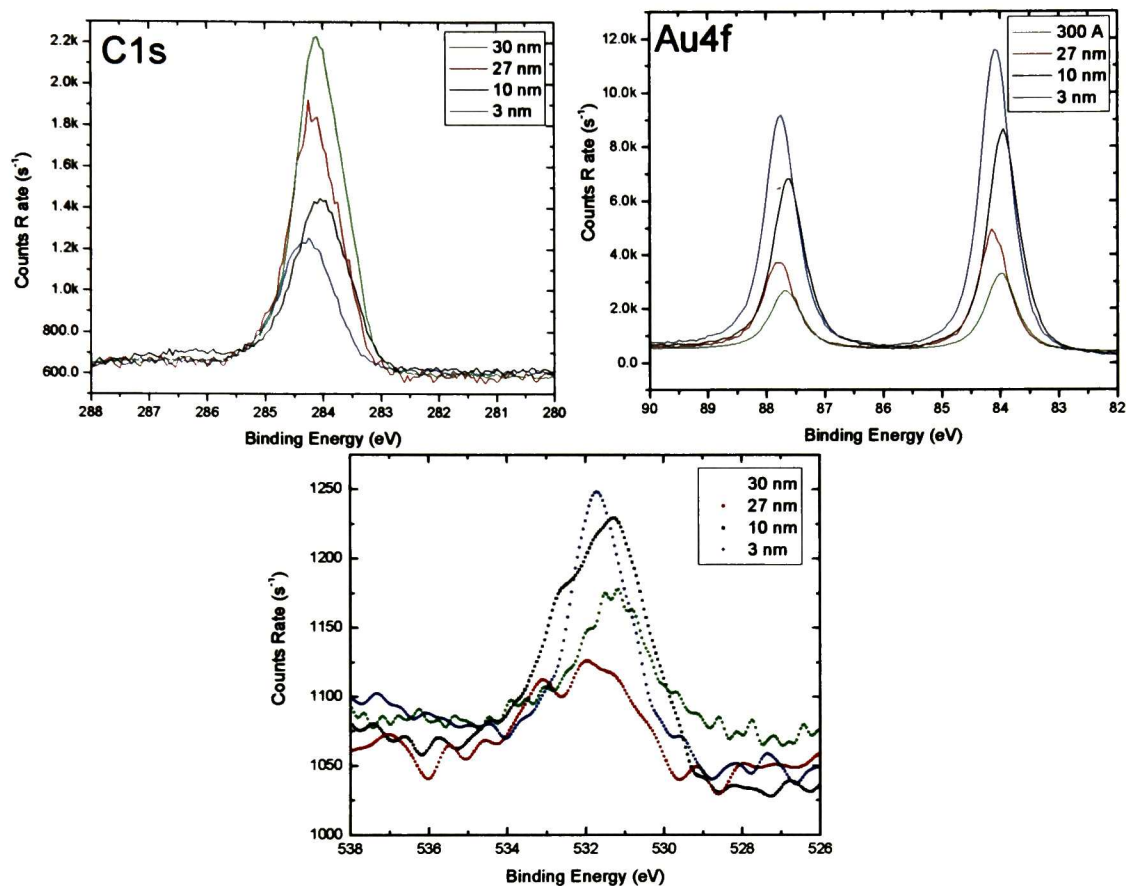 C1s
30 nm
27 nm
10 nm
3 nm
2.2k
2.0k
1.8k
1.6k
1.4k
1.2k
1.0k
800.0
600.0
Counts R ate (s⁻¹)
288 287 286 285 284 283 282 281 280
Binding Energy (eV)
Au4f
300 A
27 nm
10 nm
3 nm
12.0k
10.0k
8.0k
6.0k
4.0k
2.0k
0.0
Counts R ate (s⁻¹)
90 89 88 87 86 85 84 83 82
Binding Energy (eV)
30 nm
27 nm
10 nm
3 nm
1250
1200
1150
1100
1050
1000
Counts Rate (s⁻¹)
538 536 534 532 530 528 526
Binding Energy (eV)